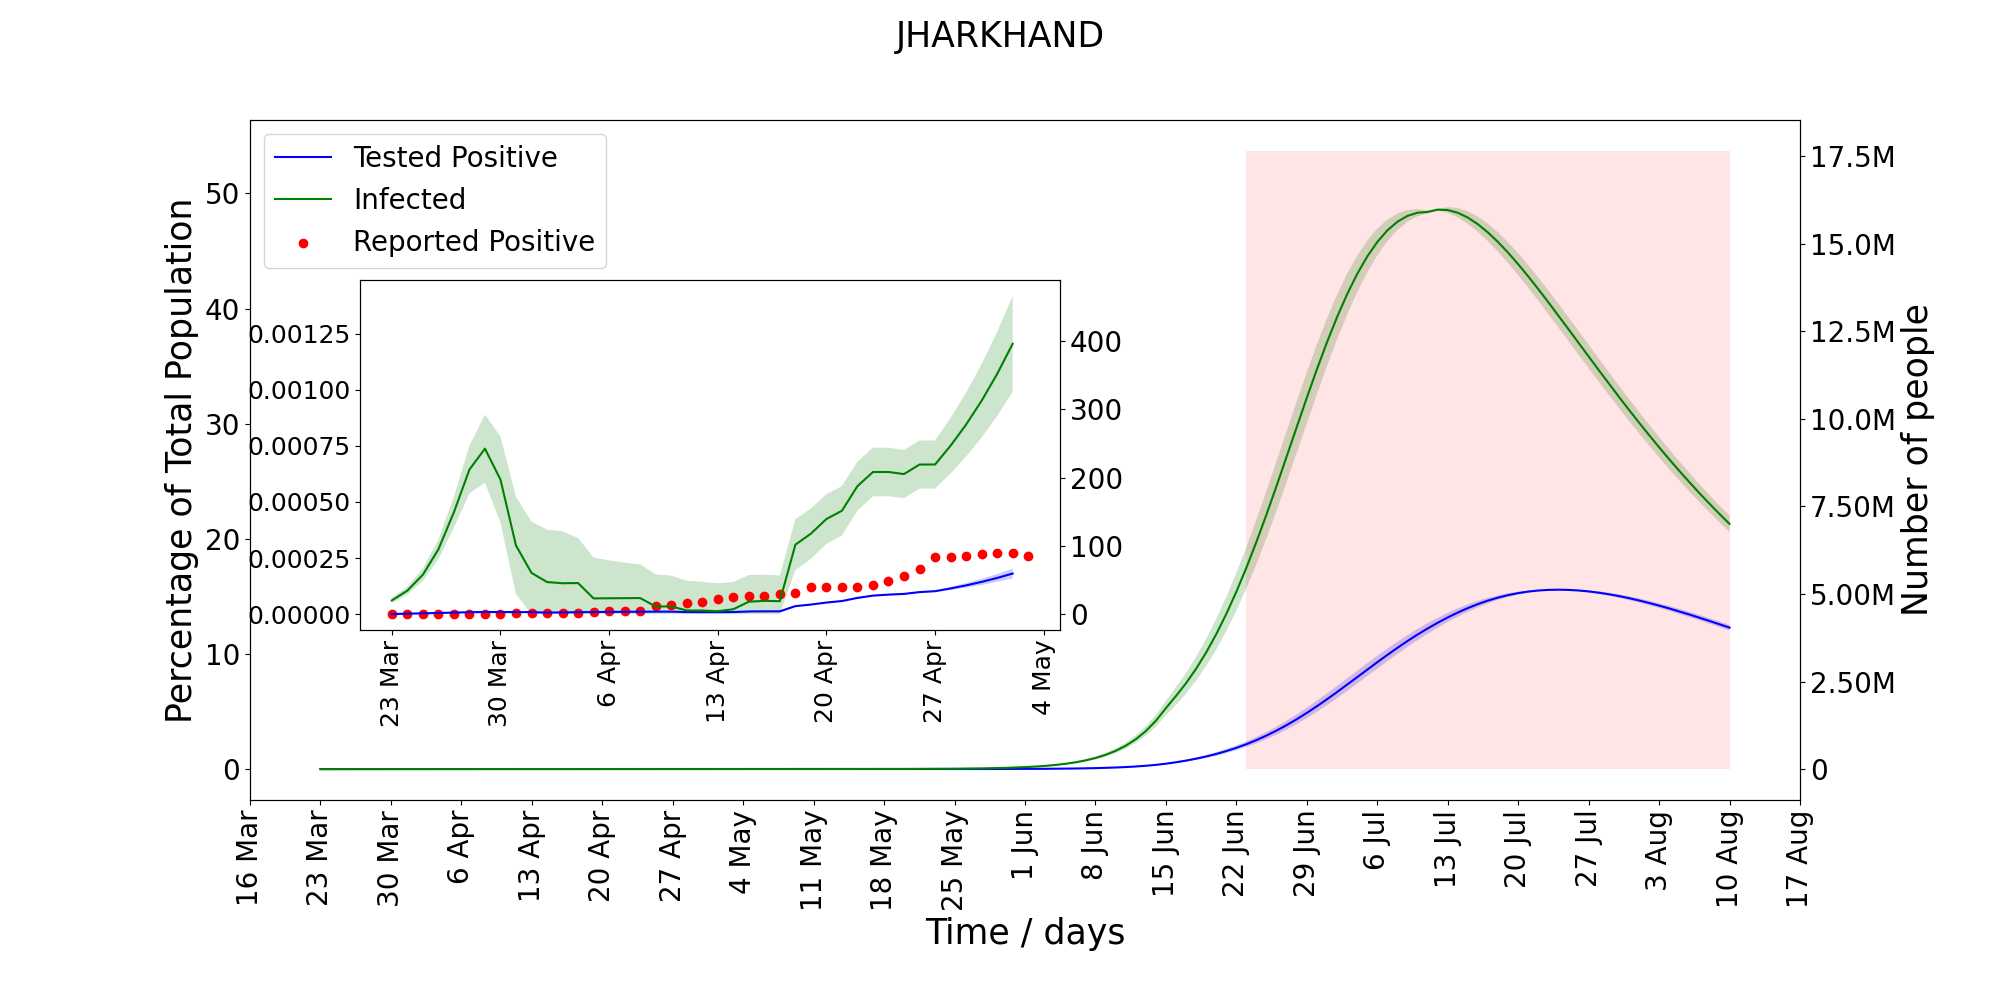 JHARKHAND
Tested Positive
Infected
Reported Positive
Percentage of Total Population
50
40
30
20
10
0
17.5M
15.0M
12.5M
10.0M
7.50M
5.00M
2.50M
0
Number of people
0.00125
0.00100
0.00075
0.00050
0.00025
0.00000
400
300
200
100
0
23 Mar
30 Mar
6 Apr
13 Apr
20 Apr
27 Apr
4 May
16 Mar
23 Mar
30 Mar
6 Apr
13 Apr
20 Apr
27 Apr
4 May
11 May
18 May
25 May
1 Jun
8 Jun
15 Jun
22 Jun
29 Jun
6 Jul
13 Jul
20 Jul
27 Jul
3 Aug
10 Aug
17 Aug
Time / days